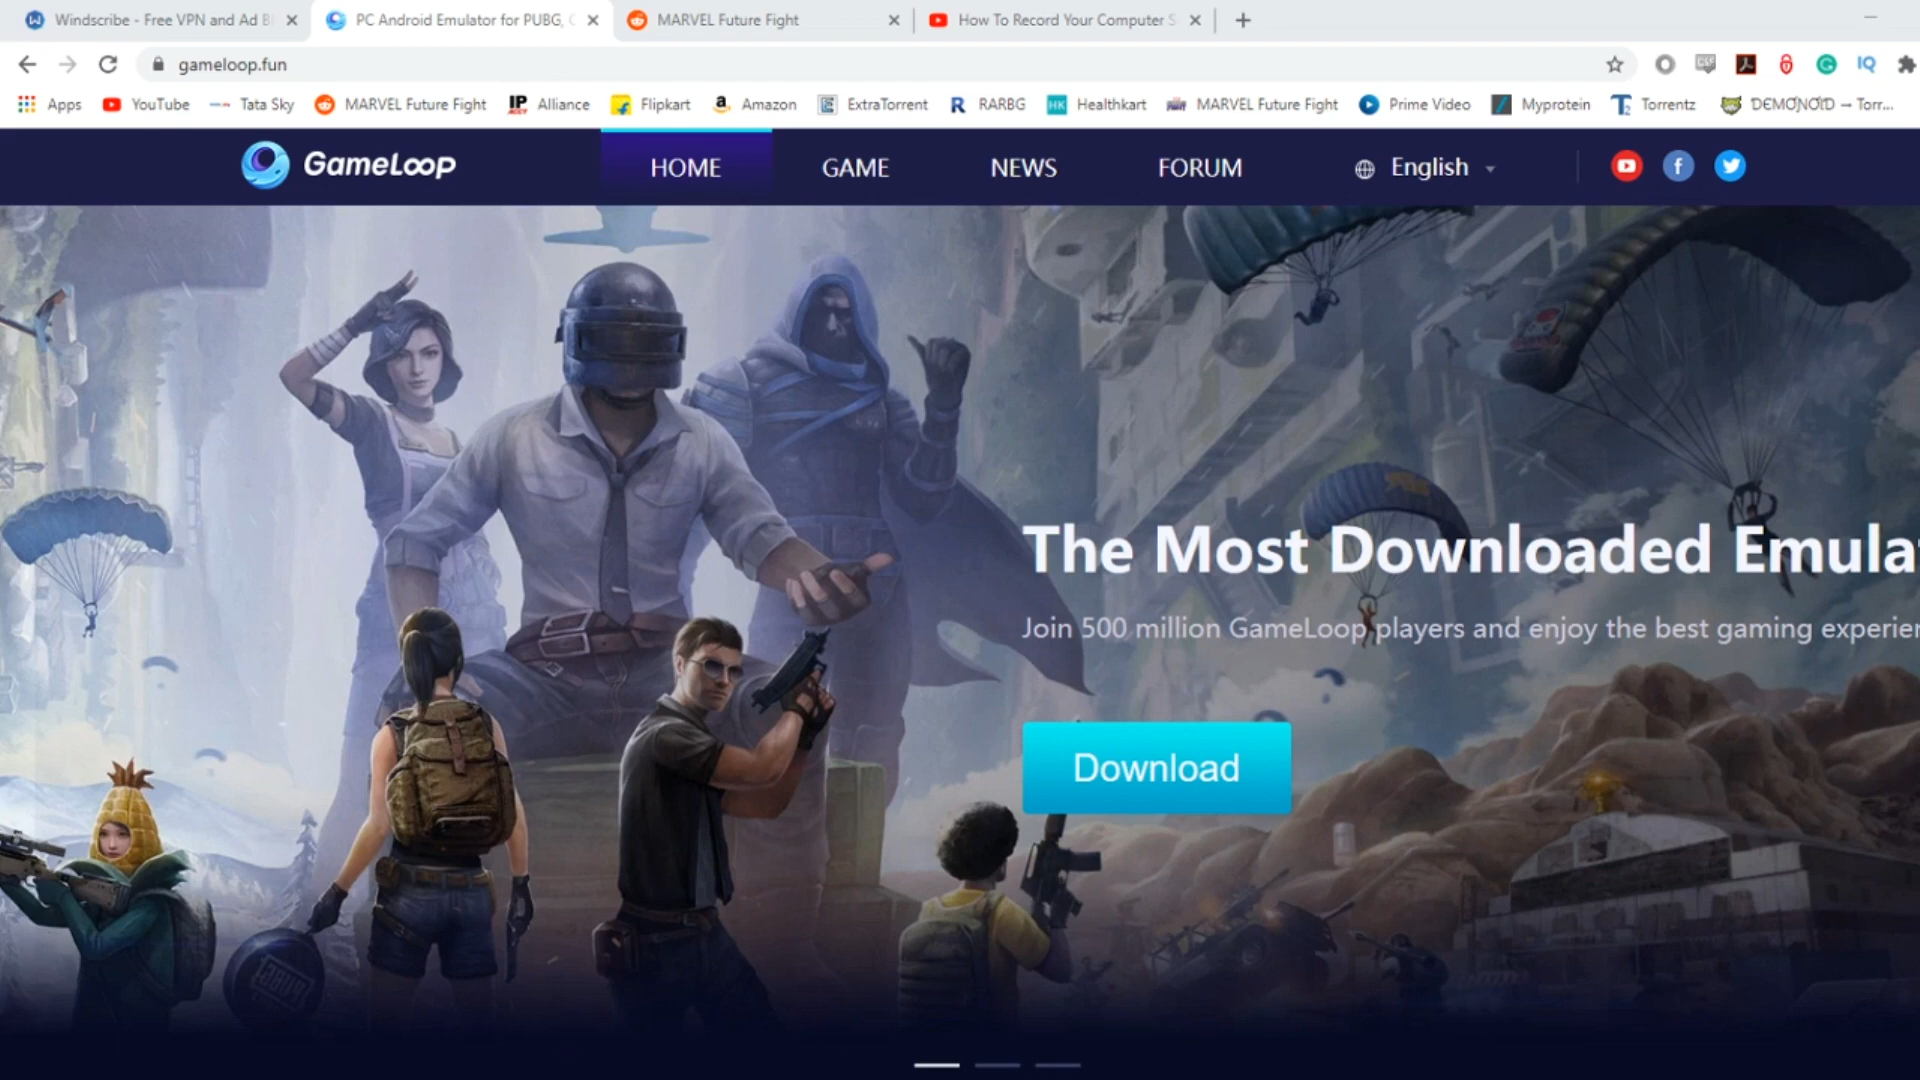 Windscribe - Free VPN and Ad Bl
PC Android Emulator for PUBG, C
MARVEL Future Fight
How To Record Your Computer S
gameloop.fun
Apps YouTube Tata Sky MARVEL Future Fight Alliance Flipkart Amazon ExtraTorrent RARBG Healthkart MARVEL Future Fight Prime Video Myprotein Torrentz ƊЄMƠƝƠƖƊ – Torr...
GameLoop HOME GAME NEWS FORUM English
The Most Downloaded Emula
Join 500 million GameLoop players and enjoy the best gaming experien
Download